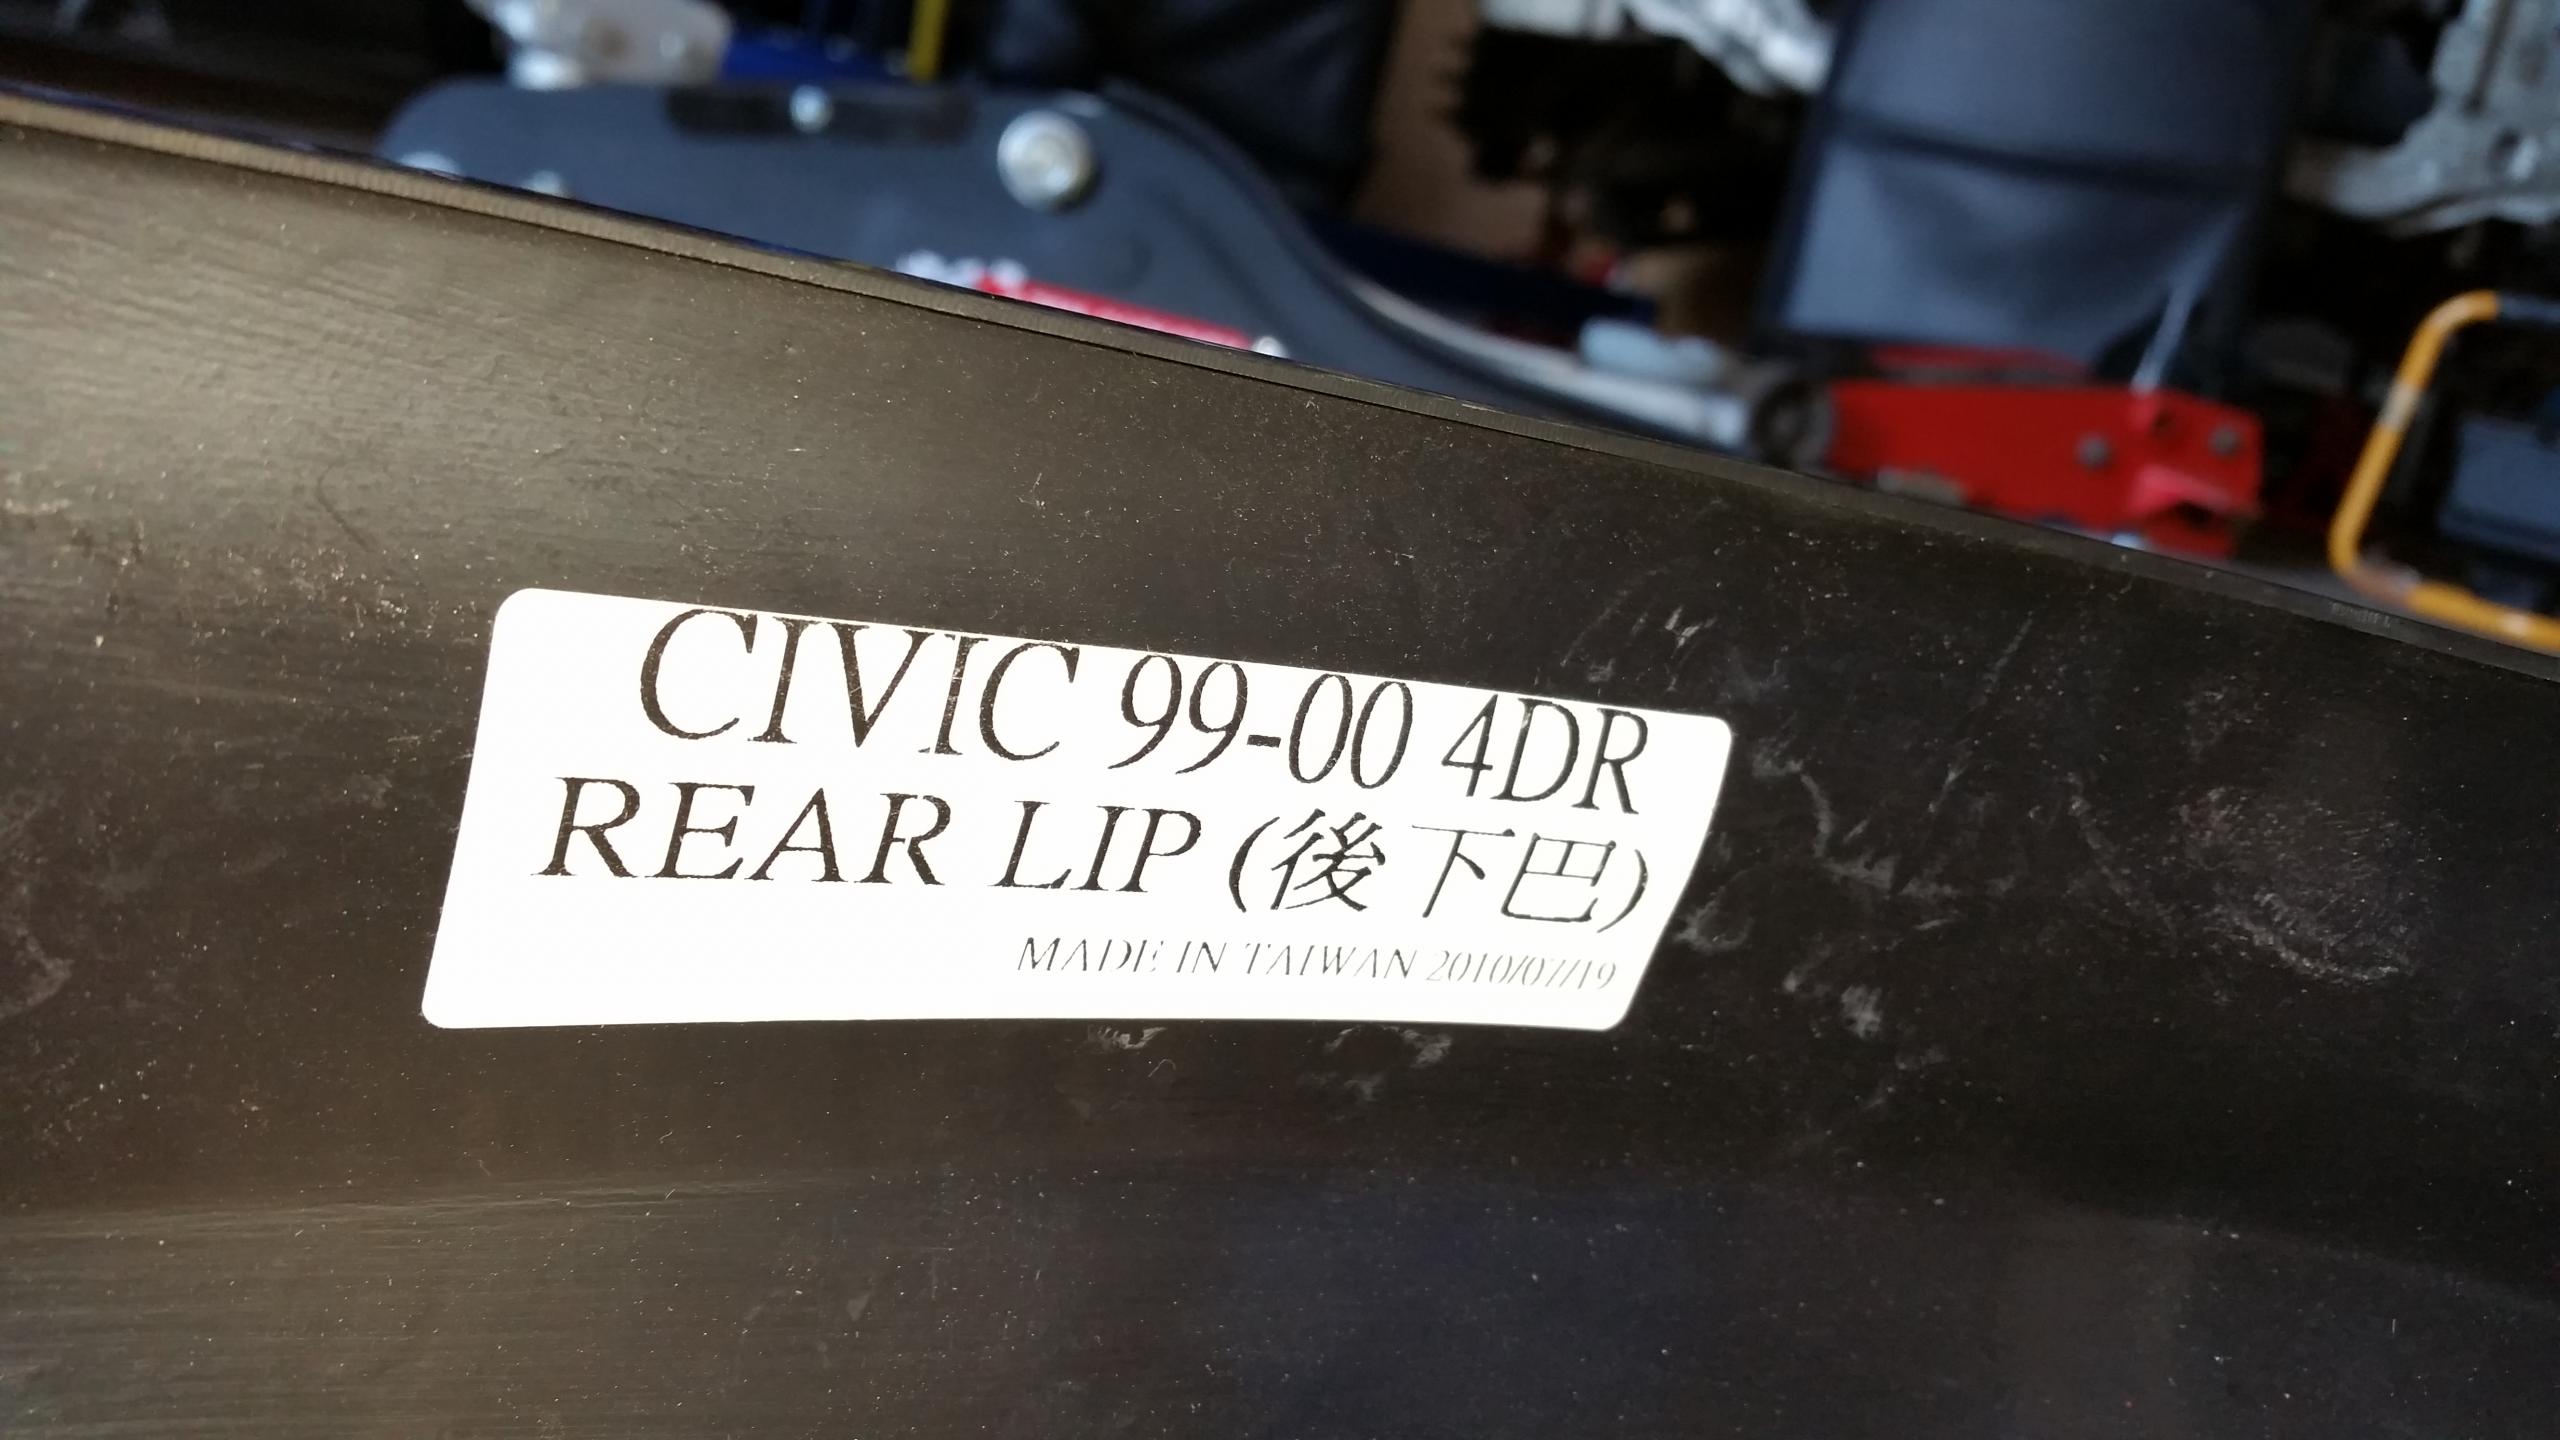 CIVIC 99-00 4DR
REAR LIP (後下巴)
MADE IN TAIWAN 2010/07/19